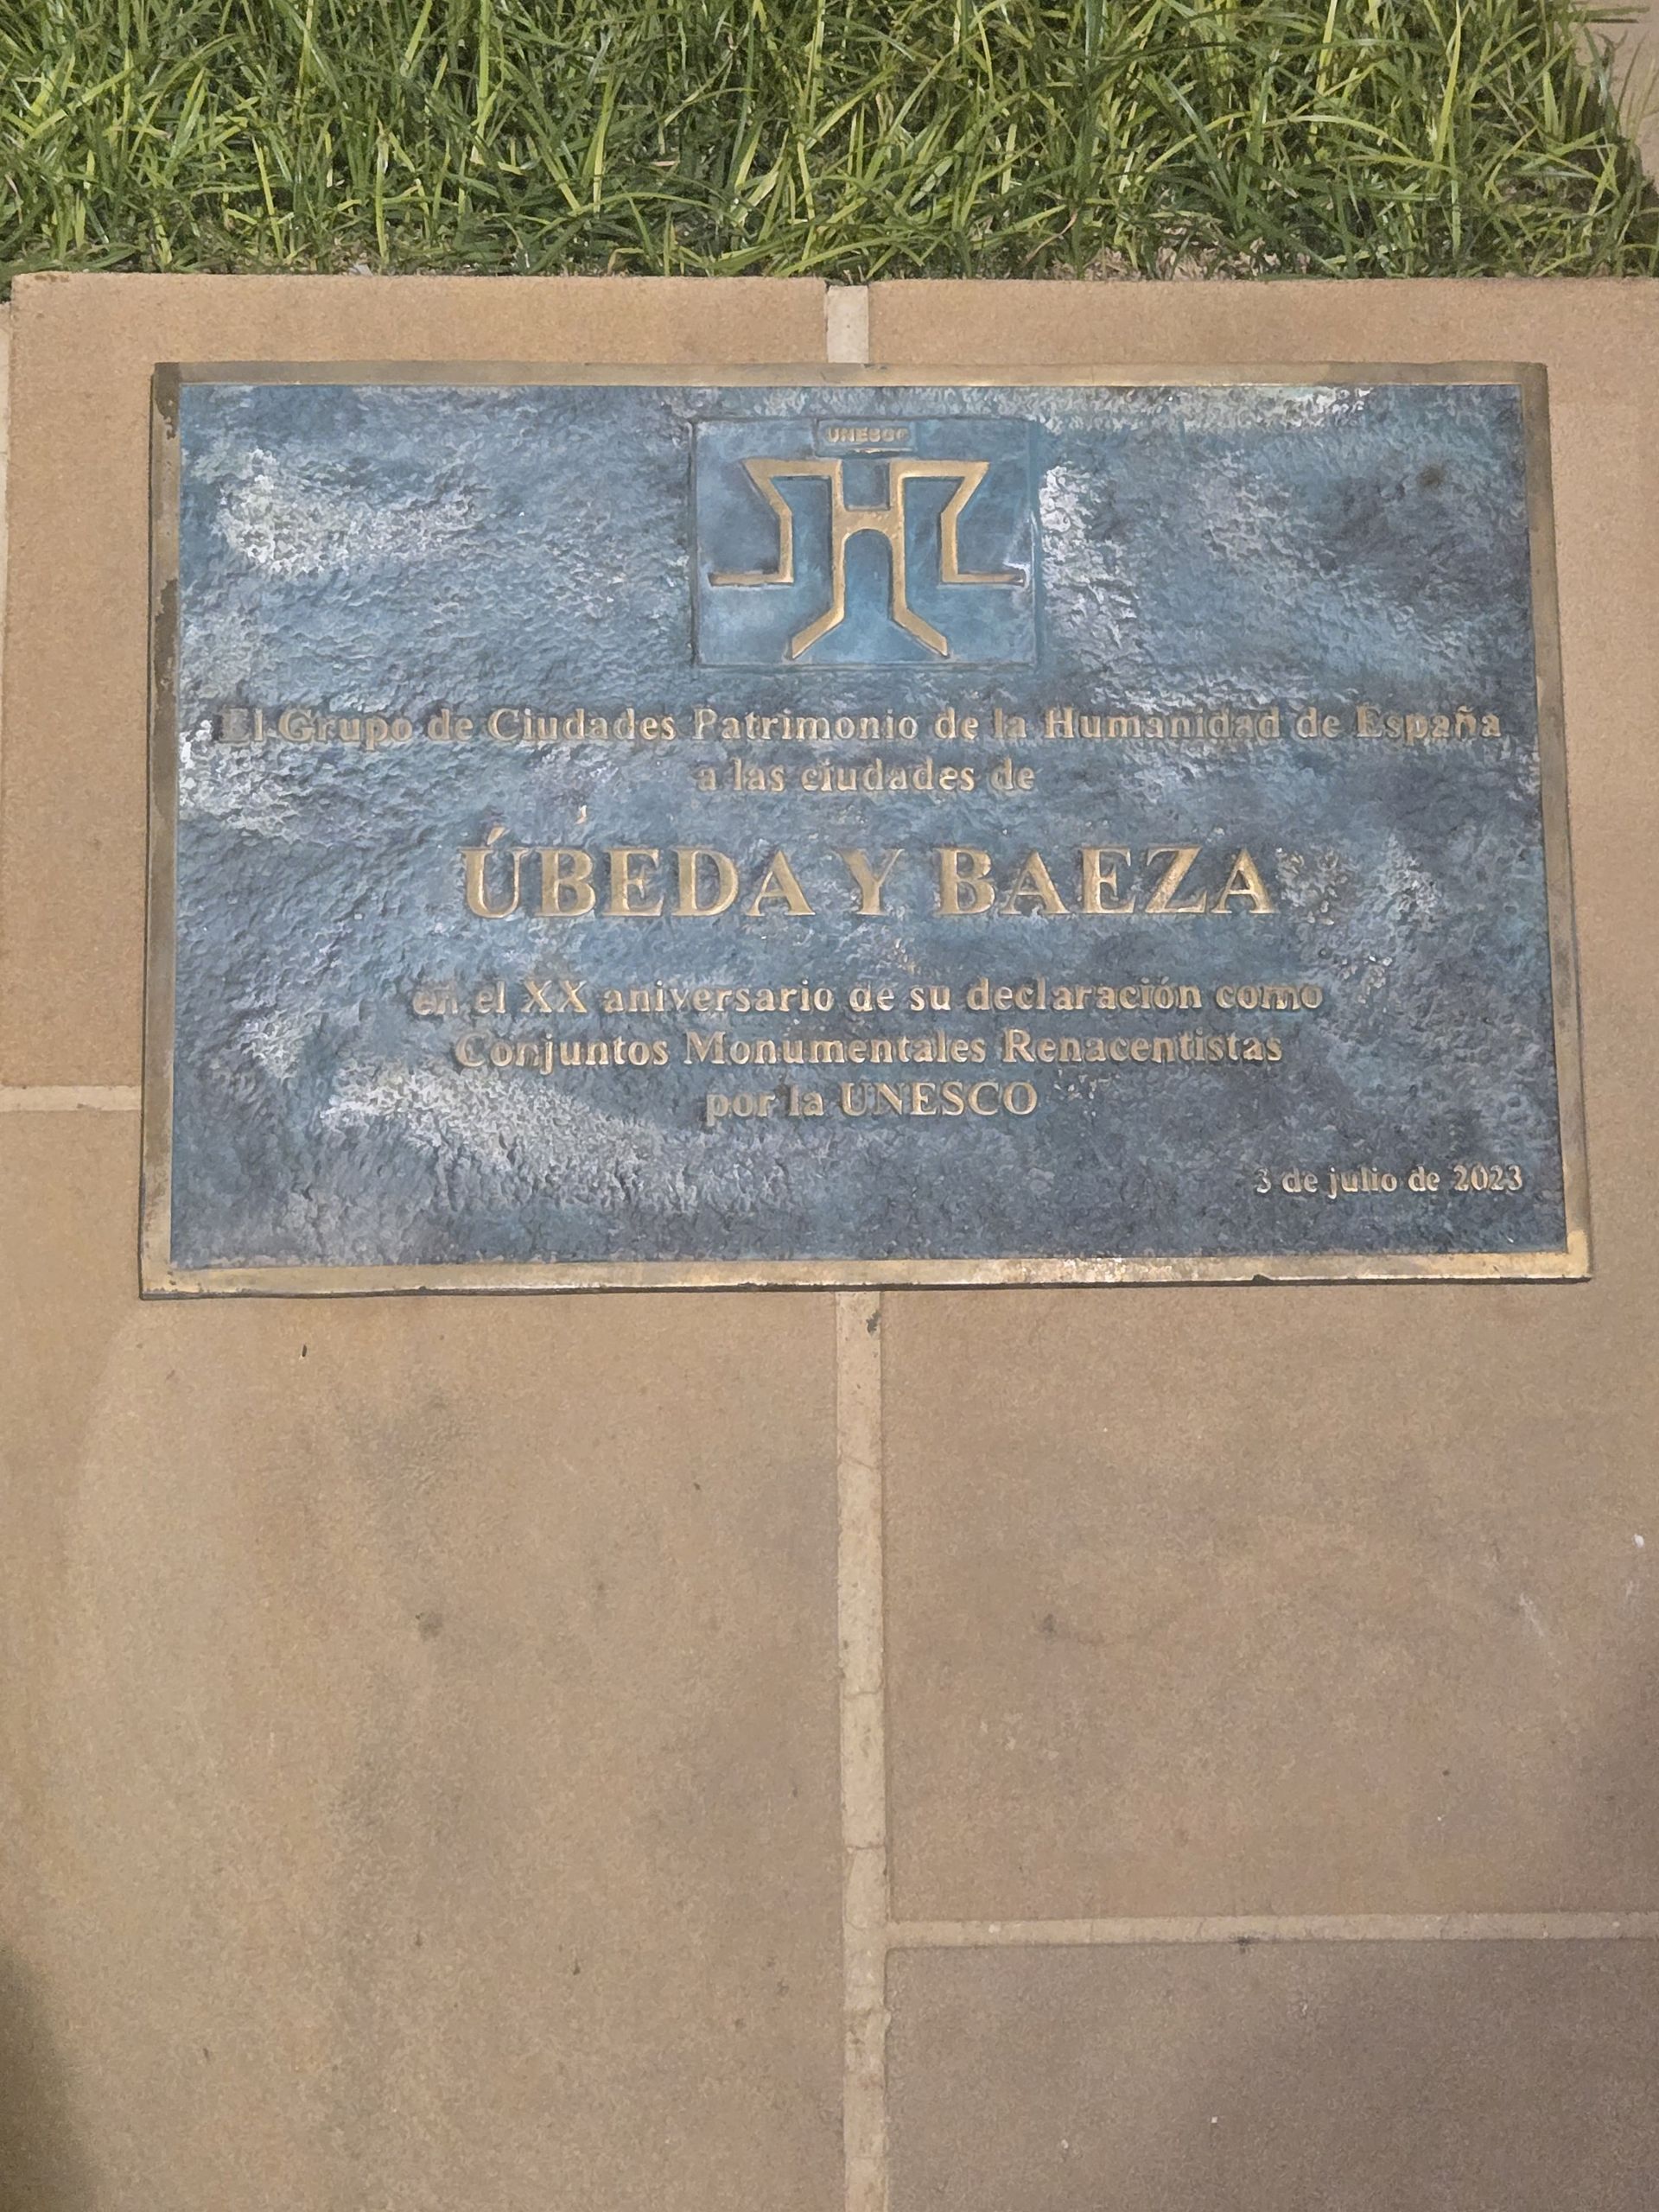 UNESCO
El Grupo de Ciudades Patrimonio de la Humanidad de España
a las ciudades de
ÚBEDA Y BAEZA
en el XX aniversario de su declaración como
Conjuntos Monumentales Renacentistas
por la UNESCO
3 de julio de 2023